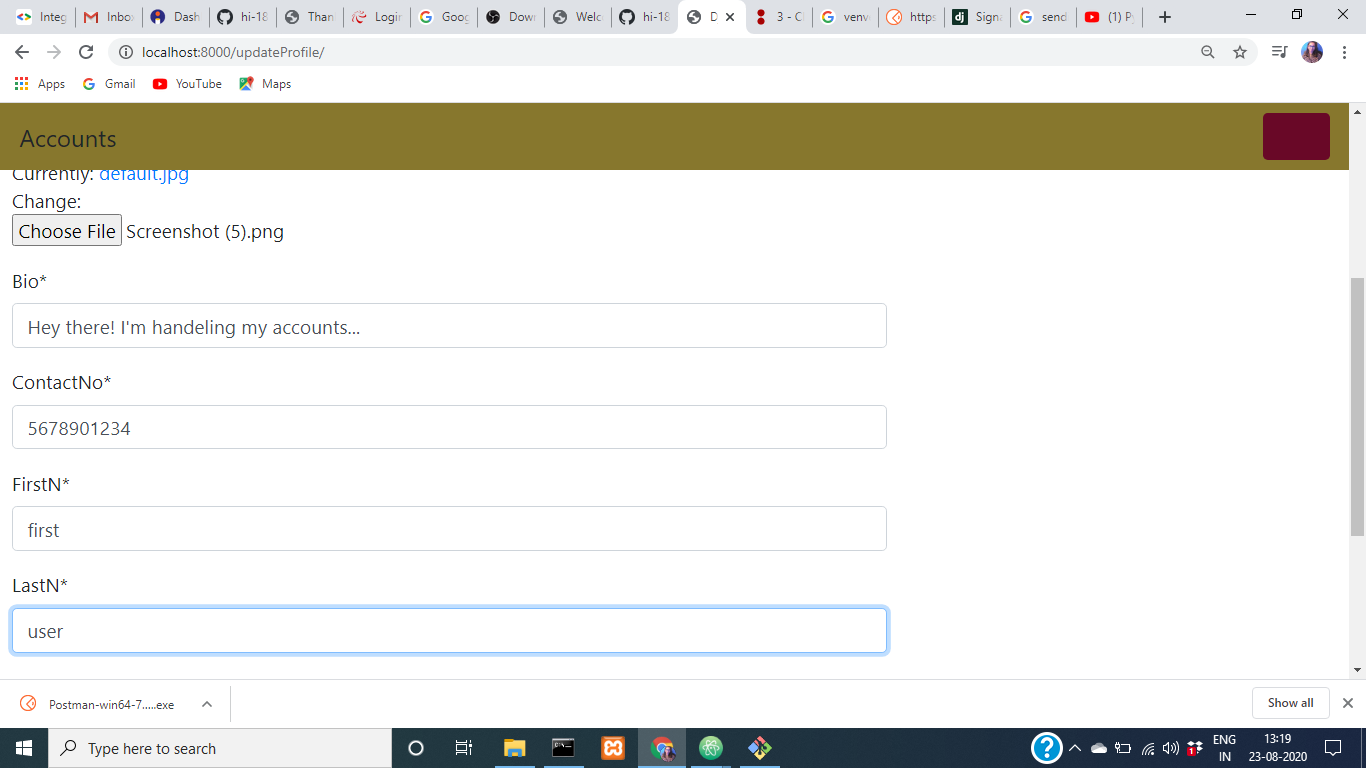 Integ
Inbox
Dash
hi-18
Than
Login
Goog
Down
Welc
hi-18
D
3 - C
venv
https
Signa
send
(1) P
localhost:8000/updateProfile/
Apps Gmail YouTube Maps
Accounts
Currently: default.jpg
Change:
Choose File Screenshot (5).png
Bio*
Hey there! I'm handeling my accounts...
ContactNo*
5678901234
FirstN*
first
LastN*
user
Postman-win64-7.....exe
Show all
Type here to search
ENG
IN
13:19
23-08-2020